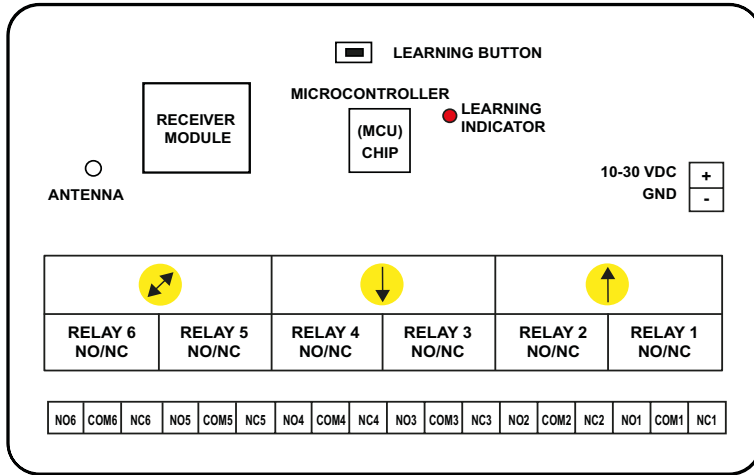 LEARNING BUTTON
MICROCONTROLLER
RECEIVER
MODULE
(MCU)
CHIP
LEARNING
INDICATOR
ANTENNA
10-30 VDC +
GND -
RELAY 6
NO/NC
RELAY 5
NO/NC
RELAY 4
NO/NC
RELAY 3
NO/NC
RELAY 2
NO/NC
RELAY 1
NO/NC
NO6 COM6 NC6 NO5 COM5 NC5 NO4 COM4 NC4 NO3 COM3 NC3 NO2 COM2 NC2 NO1 COM1 NC1